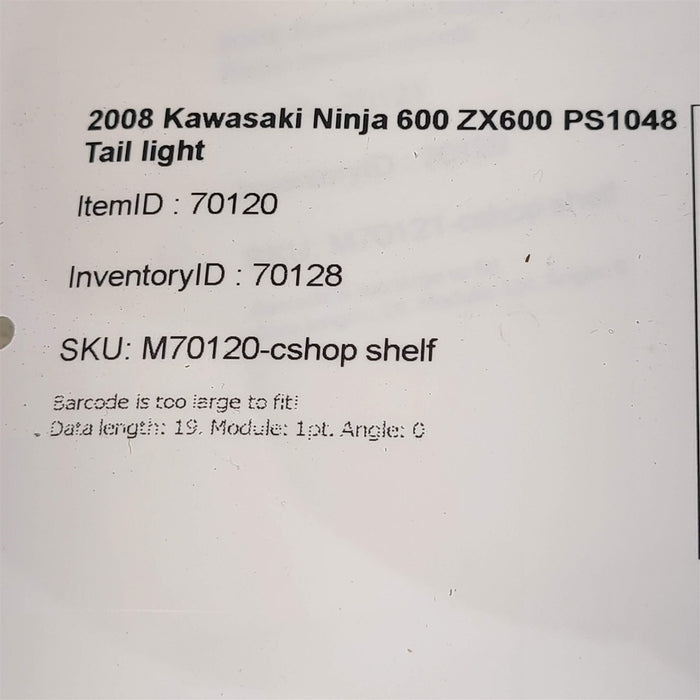 2008 Kawasaki Ninja 600 ZX600 PS1048
Tail light
ItemID : 70120
InventoryID : 70128
SKU: M70120-cshop shelf
Barcode is too large to fit!
Data length: 19. Module: 1pt. Angle: 0